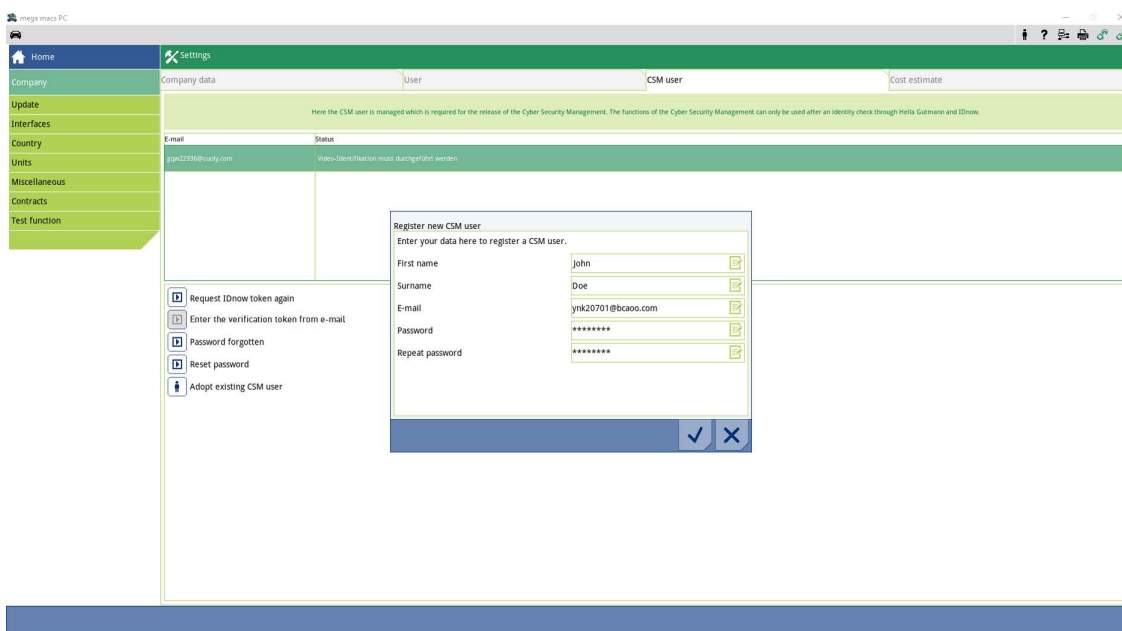 mega macs PC
Home
Settings
Company
Company data
User
CSM user
Cost estimate
Update
Interfaces
Country
Units
Miscellaneous
Contracts
Test function
Here the CSM user is managed which is required for the release of the Cyber Security Management. The functions of the Cyber Security Management can only be used after an identity check through Hella Gutmann and IDnow.
E-mail Status
gqw22936@cuoly.com Video-Identifikation muss durchgeführt werden
Request IDnow token again
Enter the verification token from e-mail
Password forgotten
Reset password
Adopt existing CSM user
Register new CSM user
Enter your data here to register a CSM user.
First name John
Surname Doe
E-mail ynk20701@bcaoo.com
Password ********
Repeat password ********